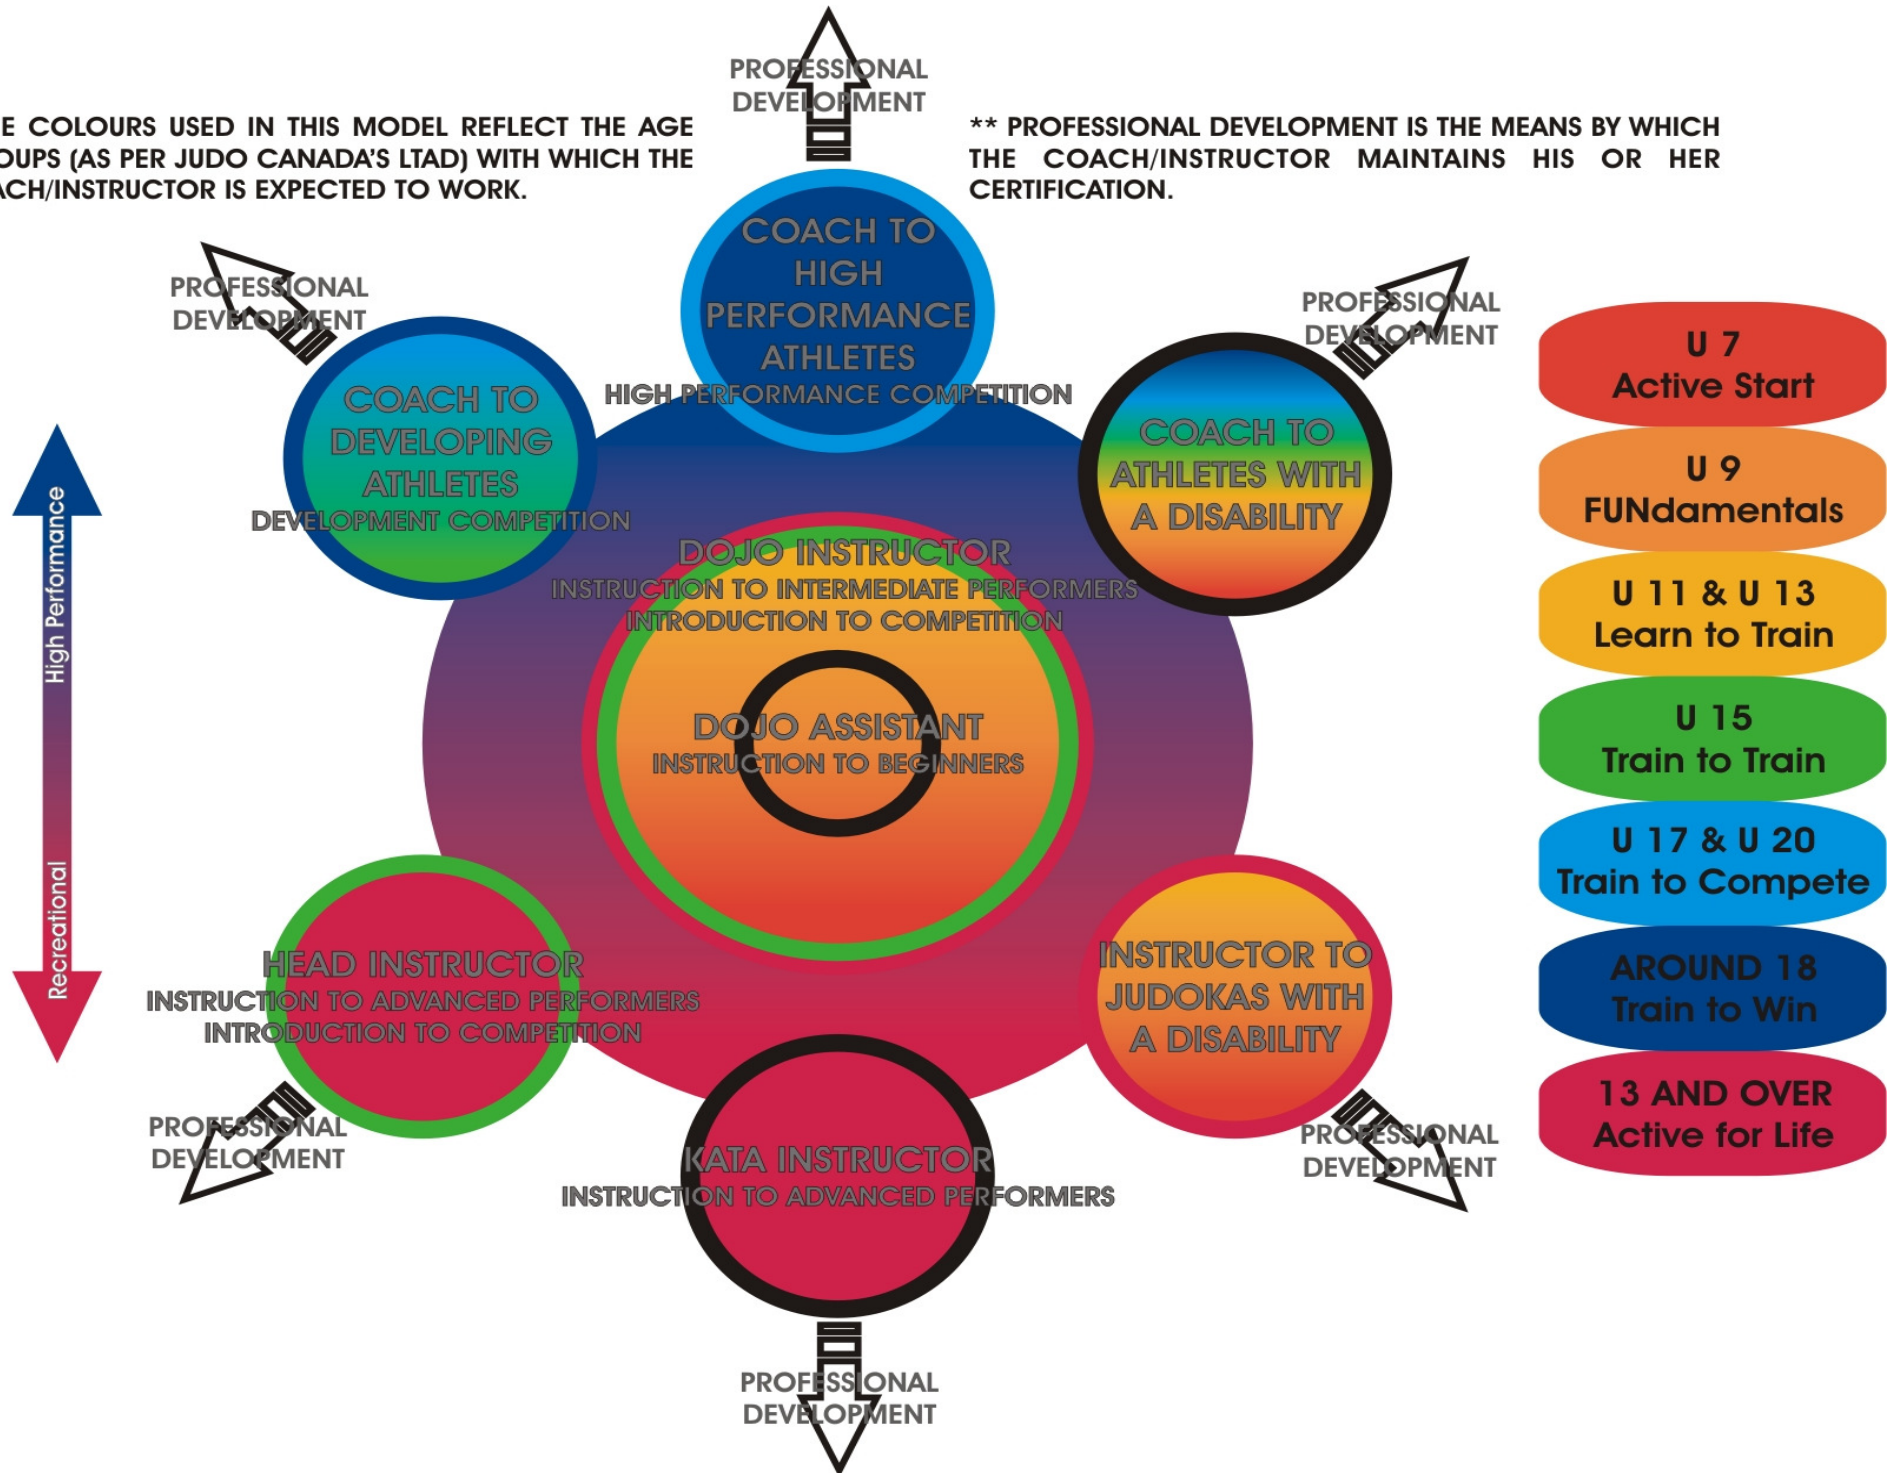 PROFESSIONAL
DEVELOPMENT
COLOURS USED IN THIS MODEL REFLECT THE AGE
(AS PER JUDO CANADA'S LTAD) WITH WHICH THE
IS EXPECTED TO WORK.
** PROFESSIONAL DEVELOPMENT IS THE MEANS BY WHICH
THE COACH/INSTRUCTOR MAINTAINS HIS OR HER
CERTIFICATION.
COACH TO
HIGH
PERFORMANCE
ATHLETES
HIGH PERFORMANCE COMPETITION
PROFESSIONAL
DEVELOPMENT
COACH TO
DEVELOPING
ATHLETES
DEVELOPMENT COMPETITION
PROFESSIONAL
DEVELOPMENT
COACH TO
ATHLETES WITH
A DISABILITY
DOJO INSTRUCTOR
INSTRUCTION TO INTERMEDIATE PERFORMERS
INTRODUCTION TO COMPETITION
DOJO ASSISTANT
INSTRUCTION TO BEGINNERS
High Performance
Recreational
HEAD INSTRUCTOR
INSTRUCTION TO ADVANCED PERFORMERS
INTRODUCTION TO COMPETITION
PROFESSIONAL
DEVELOPMENT
INSTRUCTOR TO
JUDOKAS WITH
A DISABILITY
PROFESSIONAL
DEVELOPMENT
KATA INSTRUCTOR
INSTRUCTION TO ADVANCED PERFORMERS
PROFESSIONAL
DEVELOPMENT
U 7
Active Start
U 9
FUNdamentals
U 11 & U 13
Learn to Train
U 15
Train to Train
U 17 & U 20
Train to Compete
AROUND 18
Train to Win
13 AND OVER
Active for Life